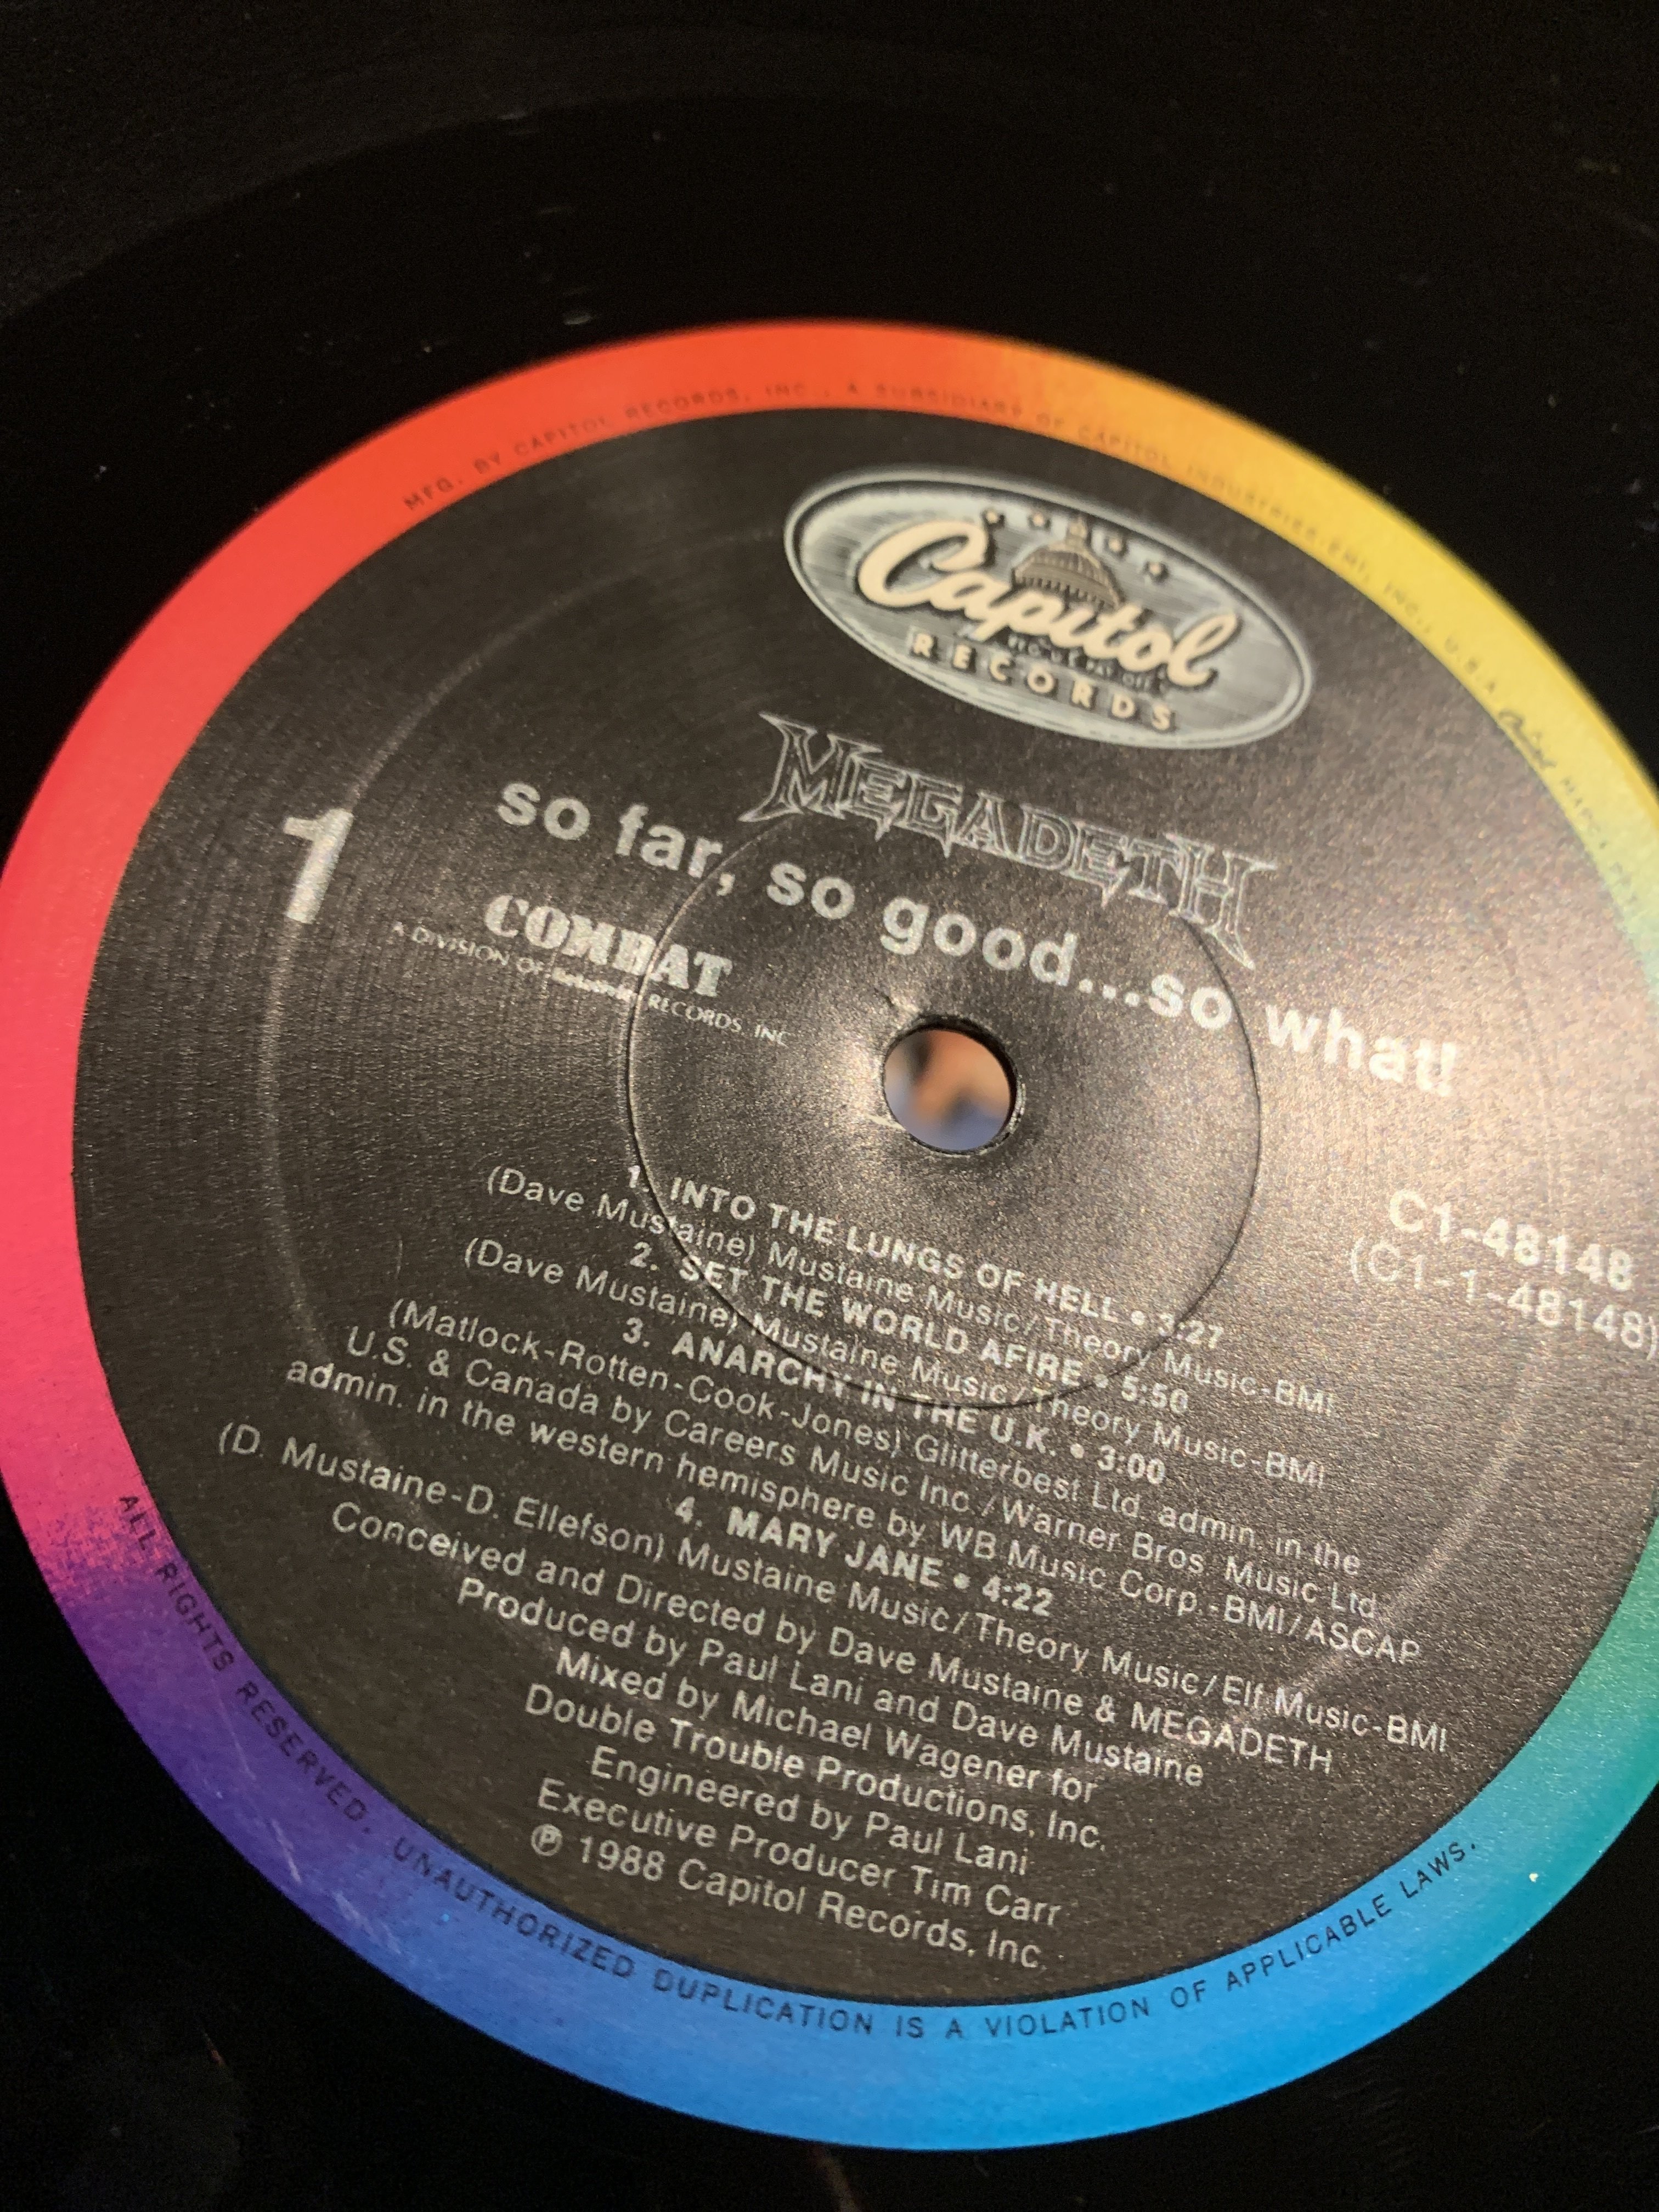 MFG. BY CAPITOL RECORDS, INC., A SUBSIDIARY OF CAPITOL INDUSTRIES-EMI, INC., U.S.A.
Capitol
RECORDS
MEGADETH
so far, so good...so what!
1
COMBAT
A DIVISION OF RECORDS, INC
C1-48148
(C1-1-48148)
1. INTO THE LUNGS OF HELL • 3:27
(Dave Mustaine) Mustaine Music/Theory Music-BMI
2. SET THE WORLD AFIRE • 5:50
(Dave Mustaine) Mustaine Music/Theory Music-BMI
3. ANARCHY IN THE U.K. • 3:00
(Matlock-Rotten-Cook-Jones) Glitterbest Ltd. admin. in the
U.S. & Canada by Careers Music Inc./Warner Bros. Music Ltd.
admin. in the western hemisphere by WB Music Corp.-BMI/ASCAP
4. MARY JANE • 4:22
(D. Mustaine-D. Ellefson) Mustaine Music/Theory Music/Elf Music-BMI
Conceived and Directed by Dave Mustaine & MEGADETH
Produced by Paul Lani and Dave Mustaine
Mixed by Michael Wagener for
Double Trouble Productions, Inc.
Engineered by Paul Lani
Executive Producer Tim Carr
℗ 1988 Capitol Records, Inc.
ALL RIGHTS RESERVED. UNAUTHORIZED DUPLICATION IS A VIOLATION OF APPLICABLE LAWS.